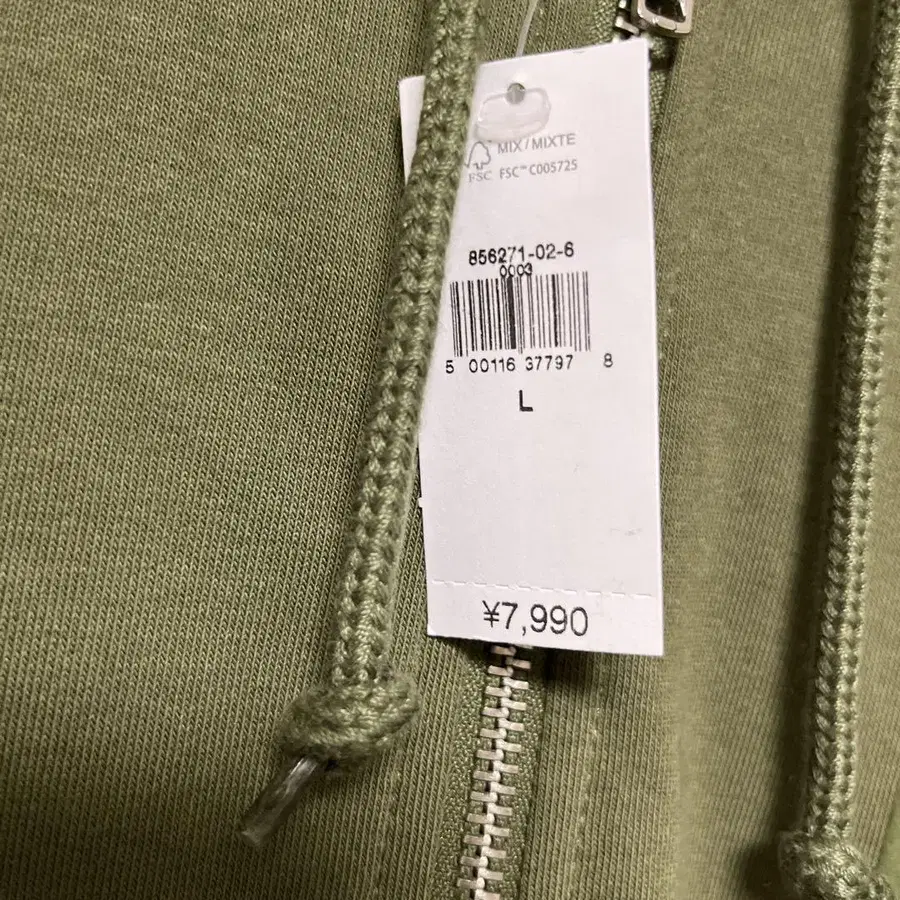 MIX / MIXTE
FSC FSC™ C005725
856271-02-6
0003
5 00116 37797 8
L
¥7,990